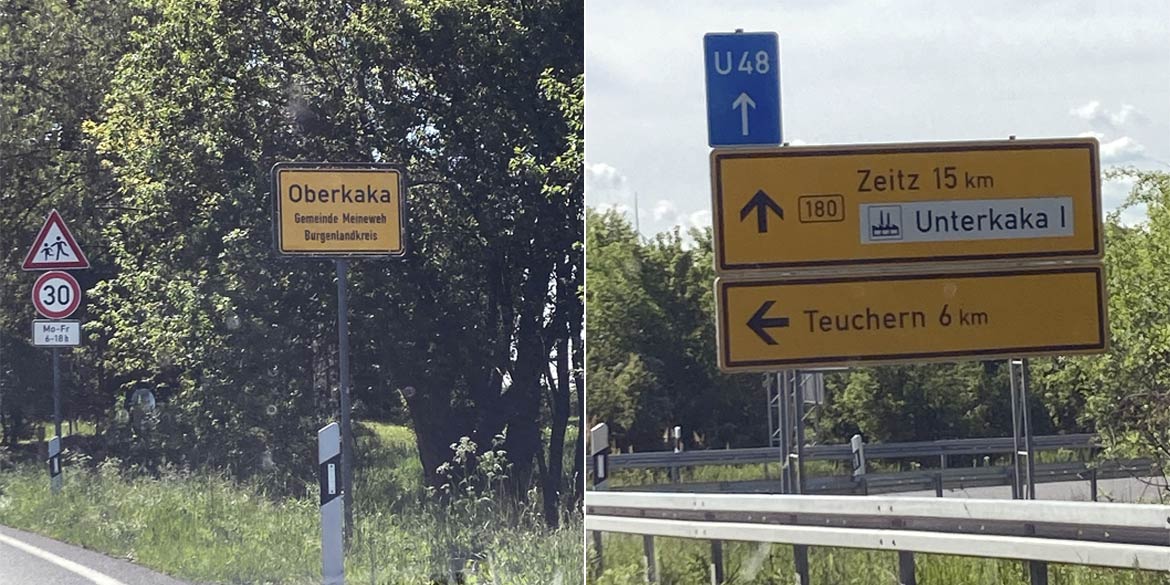 Oberkaka
Gemeinde Meineweh
Burgenlandkreis
30
Mo-Fr
6-18 h
U 48
Zeitz 15 km
180
Unterkaka I
Teuchern 6 km